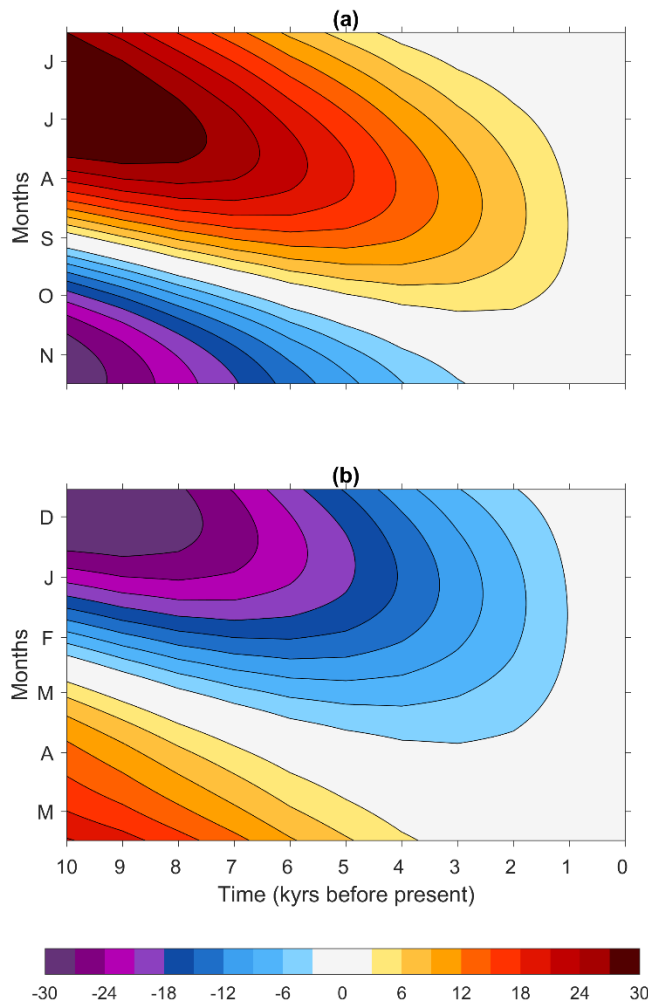 (a)
Months
J
J
A
S
O
N
(b)
Months
D
J
F
M
A
M
10 9 8 7 6 5 4 3 2 1 0
Time (kyrs before present)
-30 -24 -18 -12 -6 0 6 12 18 24 30